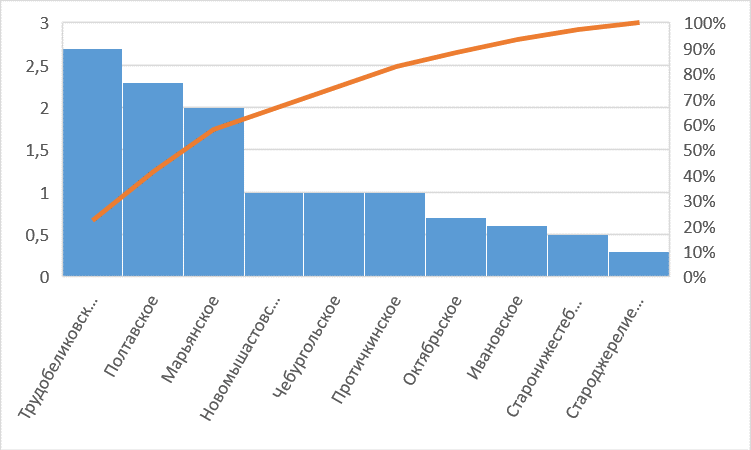 3
2,5
2
1,5
1
0,5
0
100%
90%
80%
70%
60%
50%
40%
30%
20%
10%
0%
Трудобеликовск...
Полтавское
Марьянское
Новомышастовс...
Чебургольское
Протичкинское
Октябрьское
Ивановское
Старонижестеб...
Староджерелие...